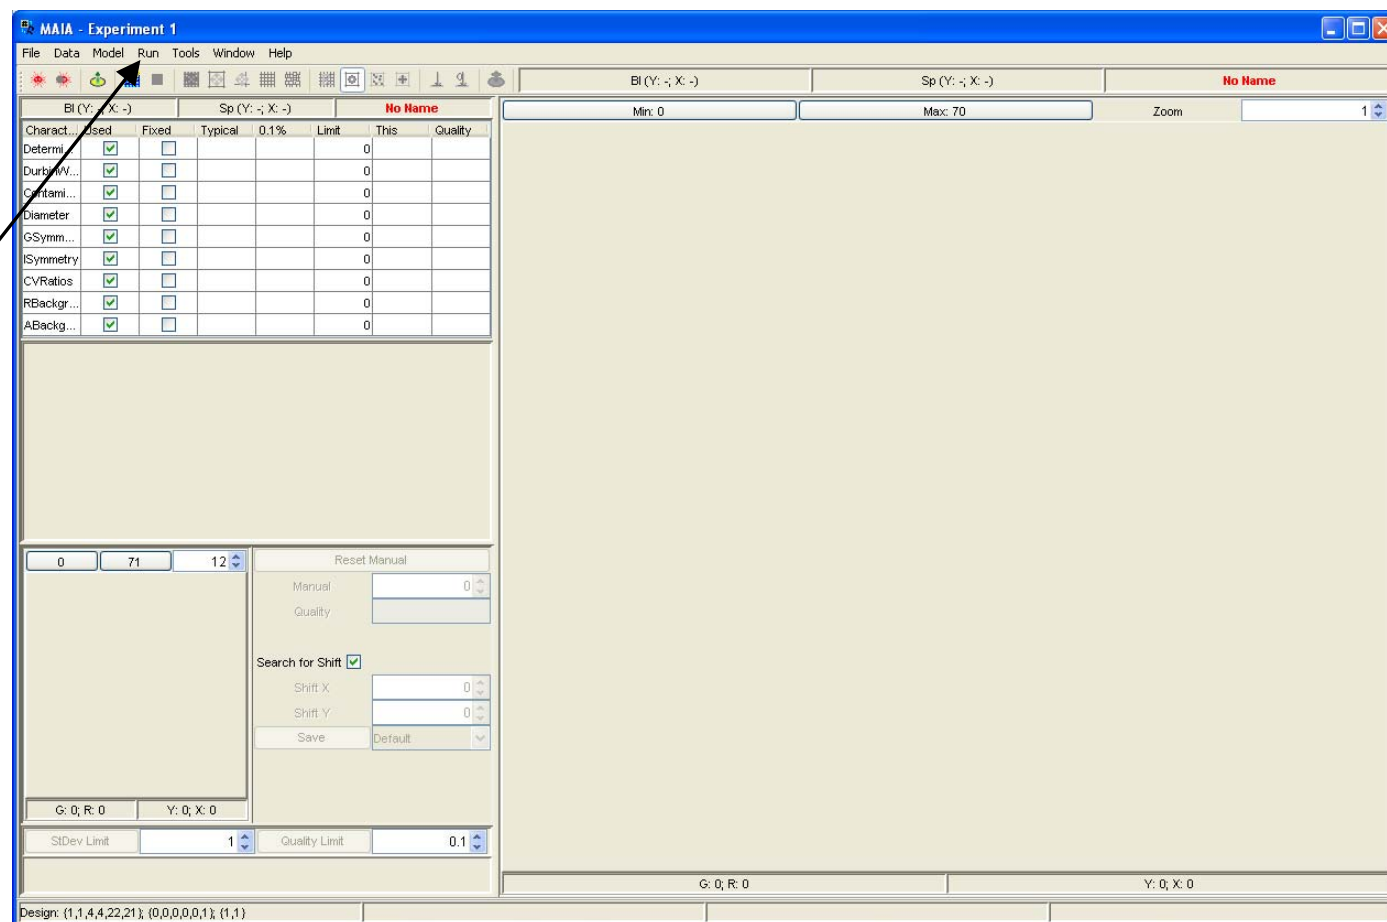 MAIA - Experiment 1
File Data Model Run Tools Window Help
Bl (Y: -; X: -) Sp (Y: -; X: -) No Name
Bl (Y: -; X: -) Sp (Y: -; X: -) No Name
Min: 0 Max: 70 Zoom 1
Charact... Used Fixed Typical 0.1% Limit This Quality
Determi... 0
DurbinW... 0
Contami... 0
Diameter 0
GSymm... 0
ISymmetry 0
CVRatios 0
RBackgr... 0
ABackg... 0
0 71 12 Reset Manual
Manual 0
Quality
Search for Shift
Shift X 0
Shift Y 0
Save Default
G: 0; R: 0 Y: 0; X: 0
StDev Limit 1 Quality Limit 0.1
G: 0; R: 0 Y: 0; X: 0
Design: (1,1,4,4,22,21); (0,0,0,0,0,1); (1,1)